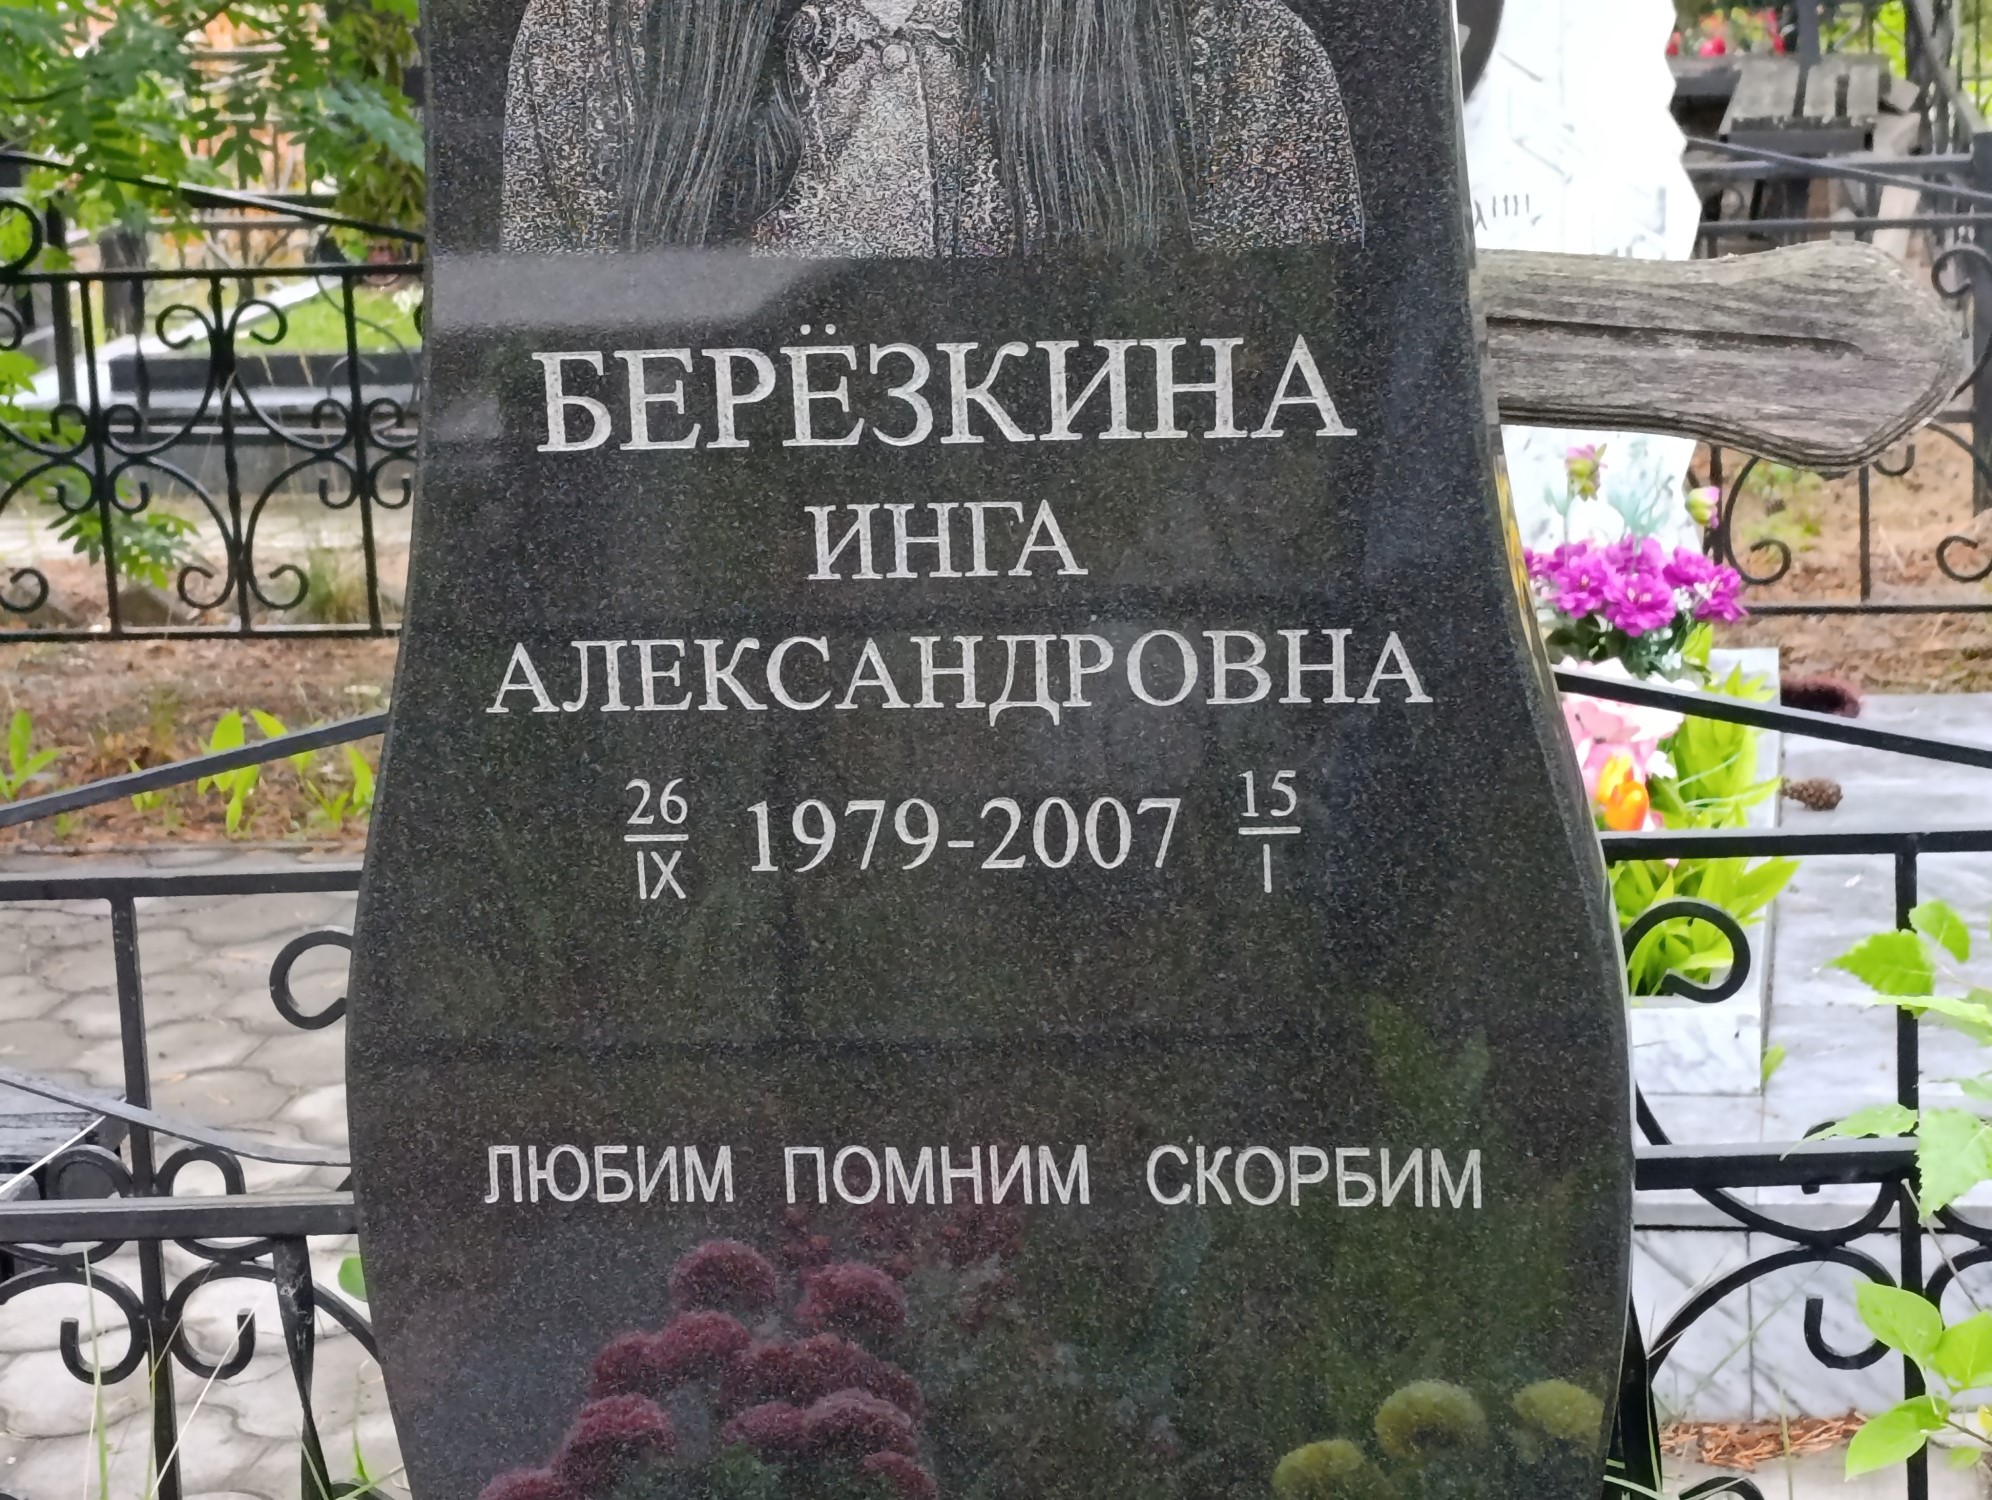 БЕРЁЗКИНА
ИНГА
АЛЕКСАНДРОВНА
26/IX 1979-2007 15/I
ЛЮБИМ ПОМНИМ СКОРБИМ